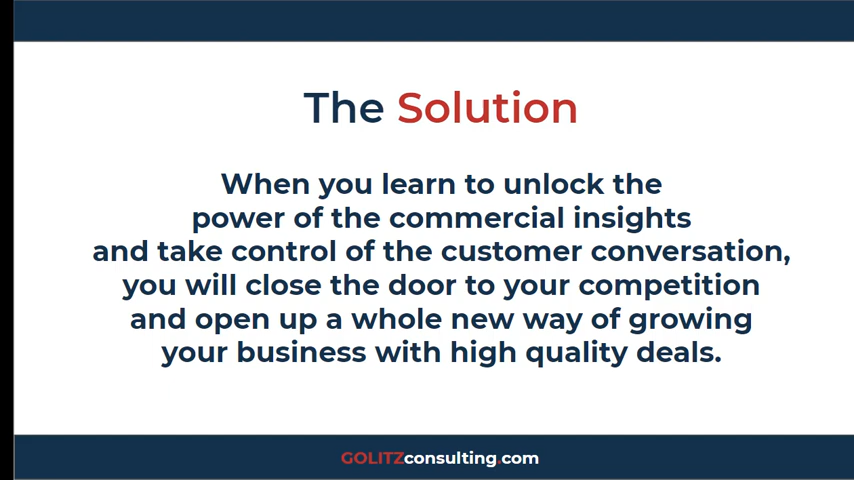 The Solution
When you learn to unlock the
power of the commercial insights
and take control of the customer conversation,
you will close the door to your competition
and open up a whole new way of growing
your business with high quality deals.
GOLITZconsulting.com